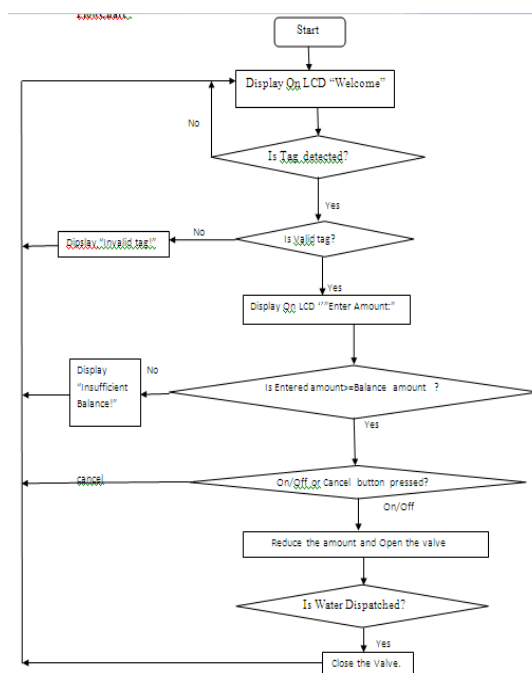 Start
Display On LCD “Welcome”
No
Is Tag detected?
Yes
No
Dipslay “Invalid tag!”
Is Valid tag?
Yes
Display On LCD “”Enter Amount:”
Display
“Insufficient
Balance!”
No
Is Entered amount>=Balance amount ?
Yes
cancel
On/Off or Cancel button pressed?
On/Off
Reduce the amount and Open the valve
Is Water Dispatched?
Yes
Close the Valve.